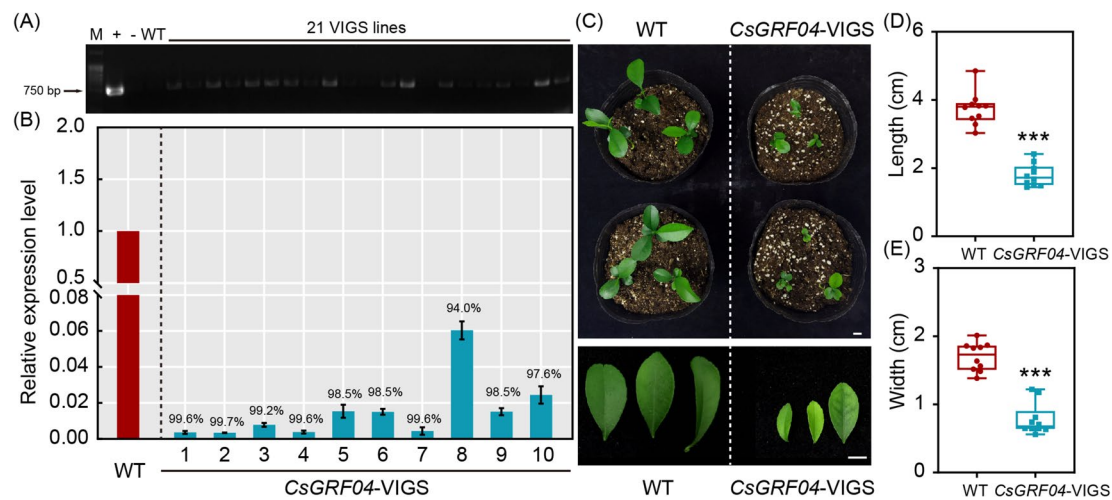 (A)
21 VIGS lines
M + - WT
750 bp
(B)
Relative expression level
2.0
1.5
1.0
0.5
0.08
0.06
0.04
0.02
0.00
99.6%
99.7%
99.2%
99.6%
98.5%
98.5%
99.6%
94.0%
98.5%
97.6%
WT
1 2 3 4 5 6 7 8 9 10
CsGRF04-VIGS
(C)
WT CsGRF04-VIGS
WT CsGRF04-VIGS
(D)
Length (cm)
6
4
2
0
***
WT CsGRF04-VIGS
(E)
Width (cm)
3
2
1
0
***
WT CsGRF04-VIGS